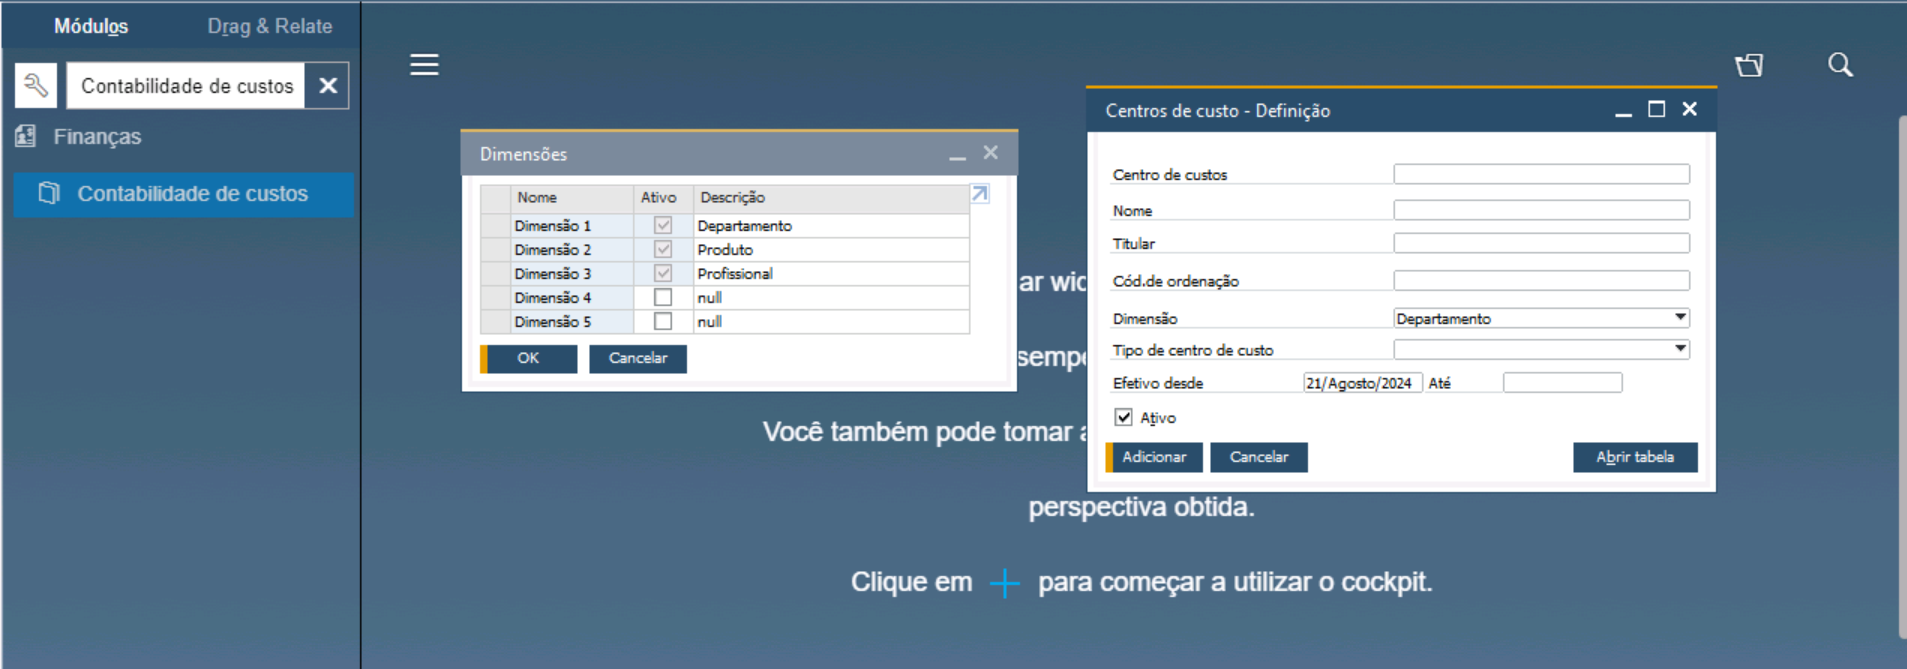 Módulos
Drag & Relate
Contabilidade de custos
Finanças
Contabilidade de custos
Dimensões
Nome Ativo Descrição
Dimensão 1 Departamento
Dimensão 2 Produto
Dimensão 3 Profissional
Dimensão 4 null
Dimensão 5 null
OK Cancelar
Centros de custo - Definição
Centro de custos
Nome
Titular
Cód.de ordenação
Dimensão Departamento
Tipo de centro de custo
Efetivo desde 21/Agosto/2024 Até
Ativo
Adicionar Cancelar Abrir tabela
Você também pode tomar
perspectiva obtida.
Clique em + para começar a utilizar o cockpit.